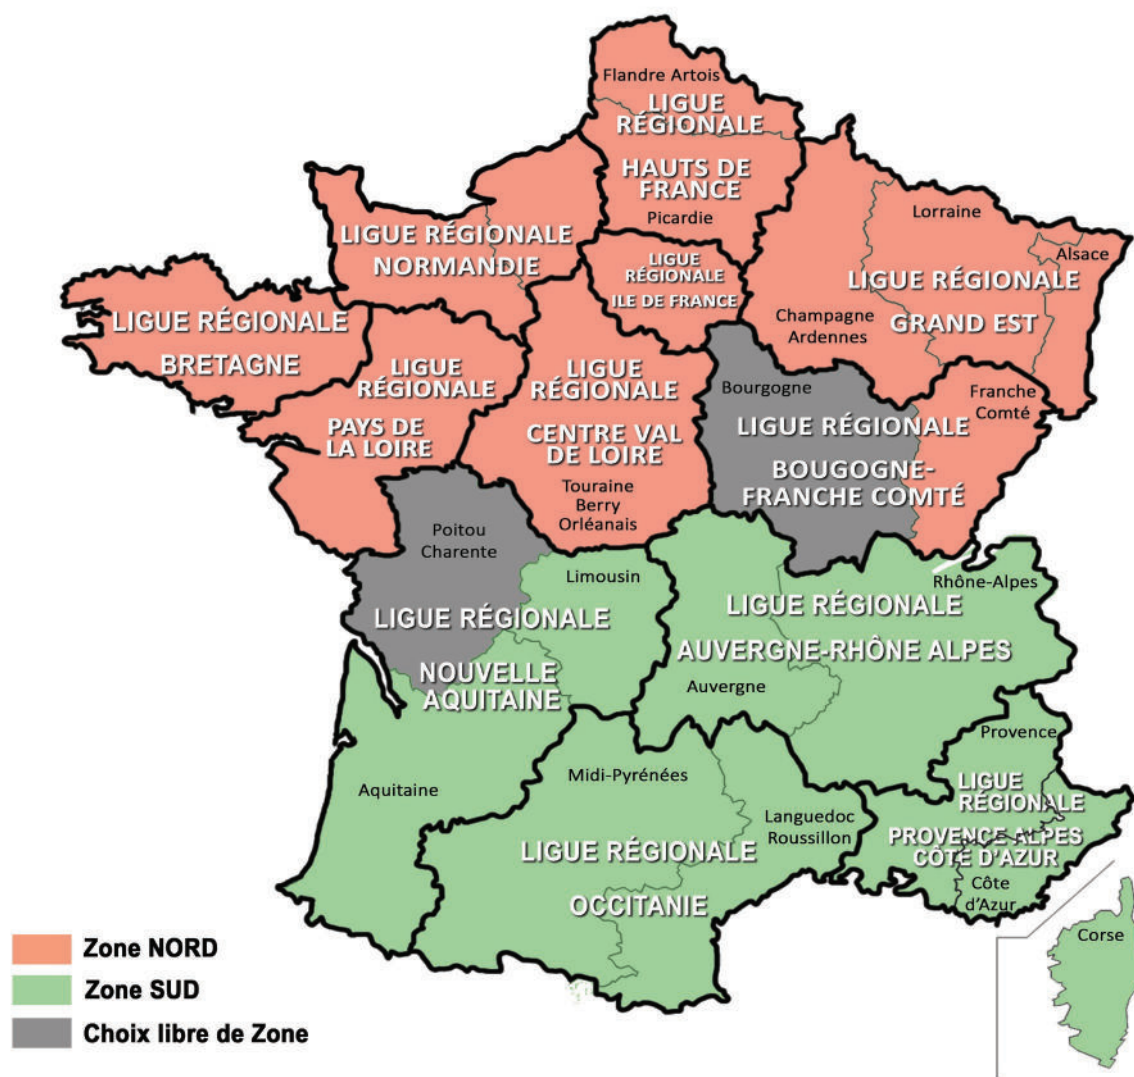 Flandre Artois
LIGUE
RÉGIONALE
HAUTS DE
FRANCE
Picardie
LIGUE RÉGIONALE
NORMANDIE
LIGUE
RÉGIONALE
ILE DE FRANCE
Lorraine
Alsace
LIGUE RÉGIONALE
GRAND EST
Champagne
Ardennes
LIGUE RÉGIONALE
BRETAGNE
LIGUE
RÉGIONALE
PAYS DE
LA LOIRE
LIGUE
RÉGIONALE
CENTRE VAL
DE LOIRE
Touraine
Berry
Orléanais
Bourgogne
Franche
Comté
LIGUE RÉGIONALE
BOUGOGNE-
FRANCHE COMTÉ
Poitou
Charente
Limousin
LIGUE RÉGIONALE
NOUVELLE
AQUITAINE
Aquitaine
Rhône-Alpes
LIGUE RÉGIONALE
AUVERGNE-RHÔNE ALPES
Auvergne
Midi-Pyrénées
Languedoc
Roussillon
LIGUE RÉGIONALE
OCCITANIE
Provence
LIGUE
RÉGIONALE
PROVENCE ALPES
CÔTE D'AZUR
Côte
d'Azur
Corse
Zone NORD
Zone SUD
Choix libre de Zone